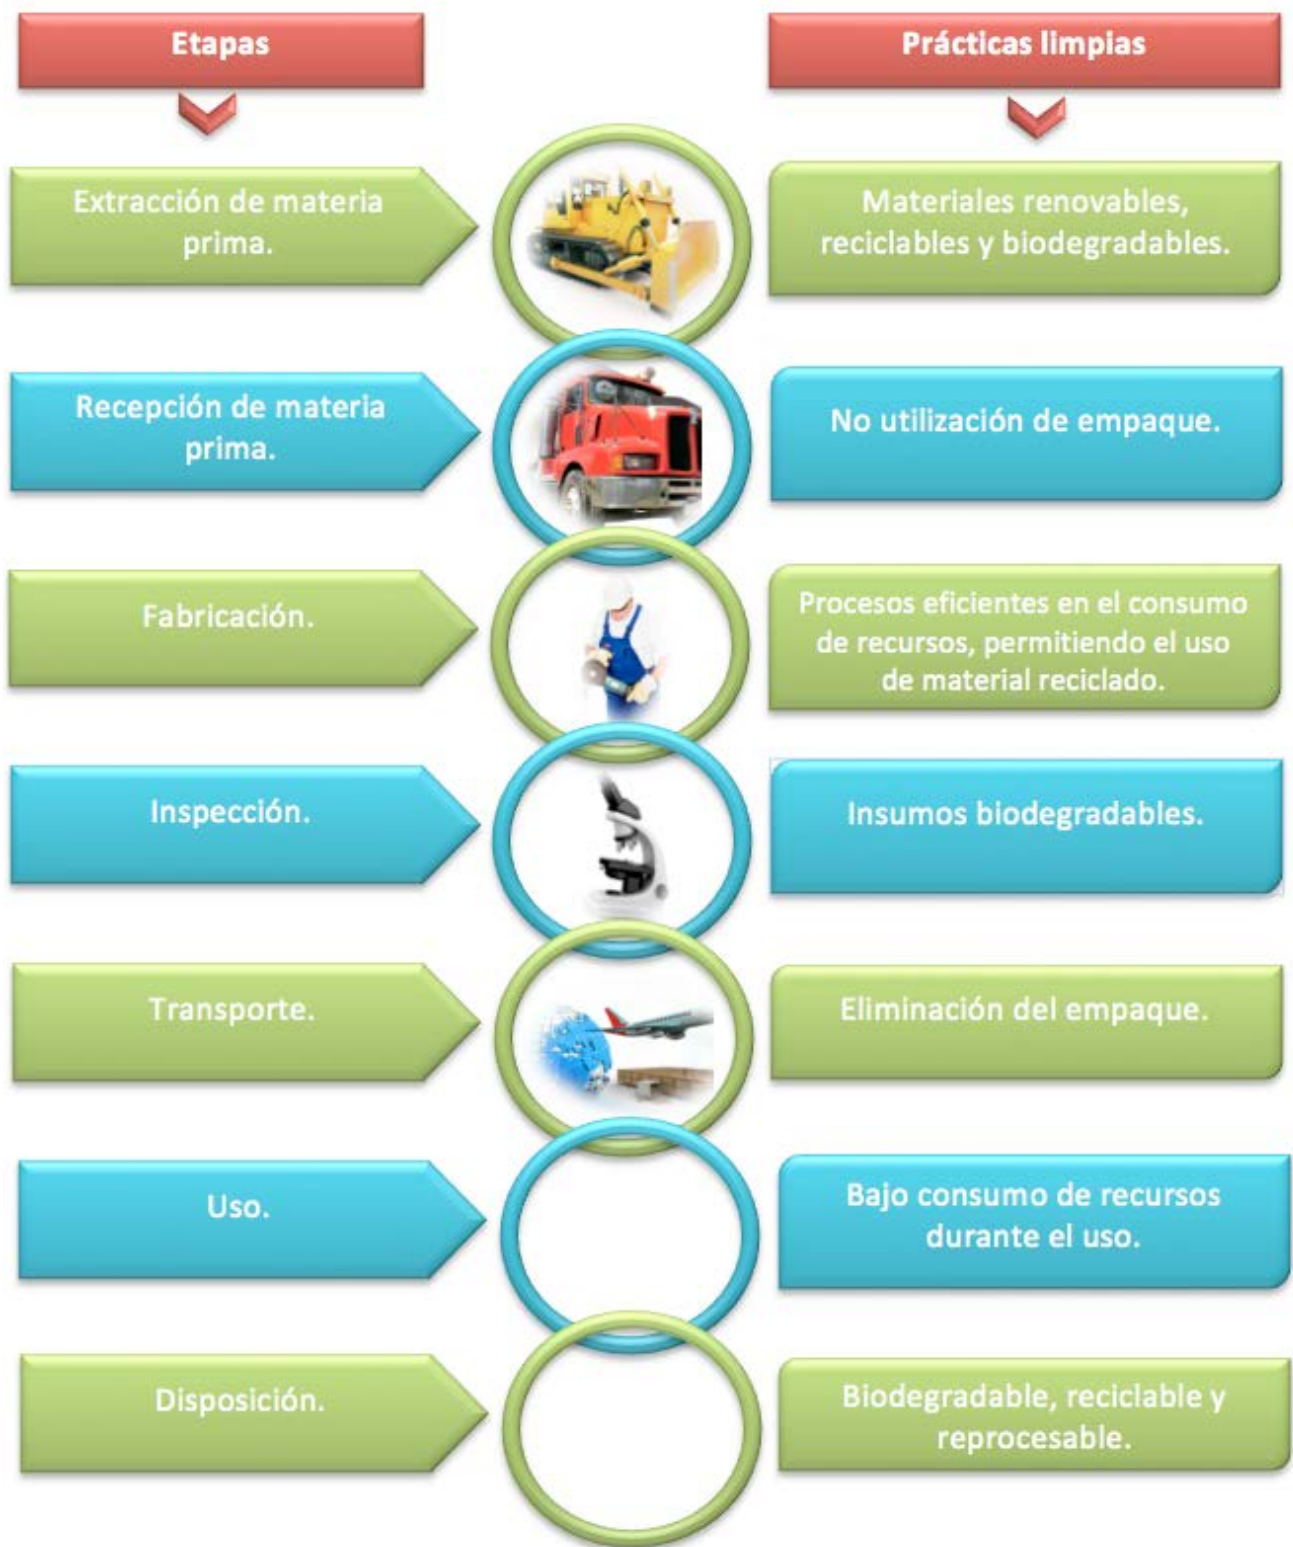 Etapas
Prácticas limpias
Extracción de materia
prima.
Materiales renovables,
reciclables y biodegradables.
Recepción de materia
prima.
No utilización de empaque.
Fabricación.
Procesos eficientes en el consumo
de recursos, permitiendo el uso
de material reciclado.
Inspección.
Insumos biodegradables.
Transporte.
Eliminación del empaque.
Uso.
Bajo consumo de recursos
durante el uso.
Disposición.
Biodegradable, reciclable y
reprocesable.